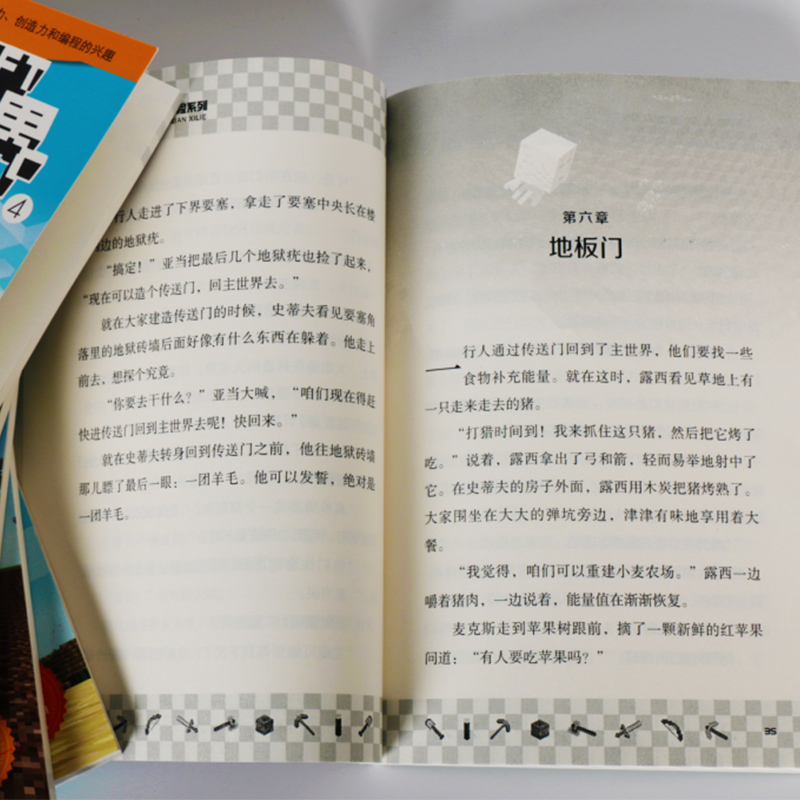 、创造力和编程的兴趣
界
4
系列
XILIE
行人走进了下界要塞，拿走了要塞中央长在楼
边的地狱疣。
“搞定！”亚当把最后几个地狱疣也捡了起来，
“现在可以造个传送门，回主世界去。”
就在大家建造传送门的时候，史蒂夫看见要塞角
落里的地狱砖墙后面好像有什么东西在躲着。他走上
前去，想探个究竟。
“你要去干什么？”亚当大喊，“咱们现在得赶
快进传送门回到主世界去呢！快回来。”
就在史蒂夫转身回到传送门之前，他往地狱砖墙
那儿瞟了最后一眼：一团羊毛。他可以发誓，绝对是
一团羊毛。
第六章
地板门
一行人通过传送门回到了主世界，他们要找一些
食物补充能量。就在这时，露西看见草地上有
一只走来走去的猪。
“打猎时间到！我来抓住这只猪，然后把它烤了
吃。”说着，露西拿出了弓和箭，轻而易举地射中了
它。在史蒂夫的房子外面，露西用木炭把猪烤熟了。
大家围坐在大大的弹坑旁边，津津有味地享用着大
餐。
“我觉得，咱们可以重建小麦农场。”露西一边
嚼着猪肉，一边说着，能量值在渐渐恢复。
麦克斯走到苹果树跟前，摘了一颗新鲜的红苹果
问道：“有人要吃苹果吗？”
35